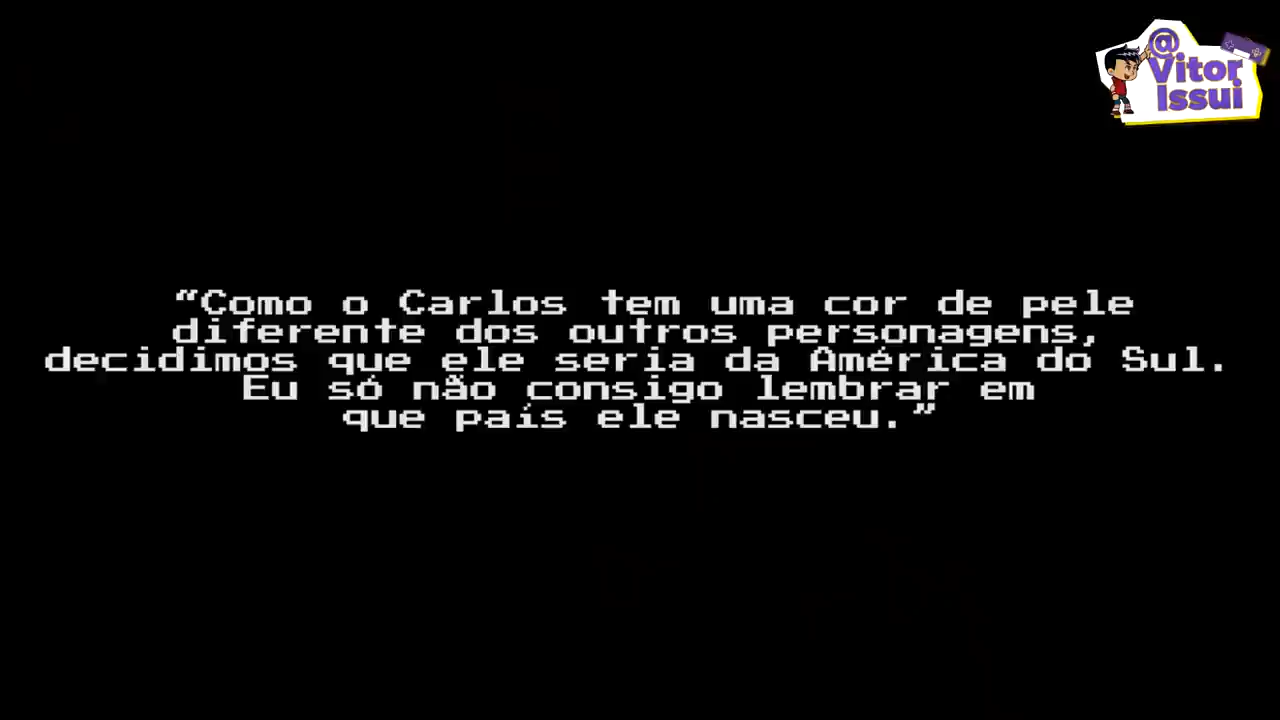 @
Vitor
Issui
“Como o Carlos tem uma cor de pele
diferente dos outros personagens,
decidimos que ele seria da América do Sul.
Eu só não consigo lembrar em
que país ele nasceu.”